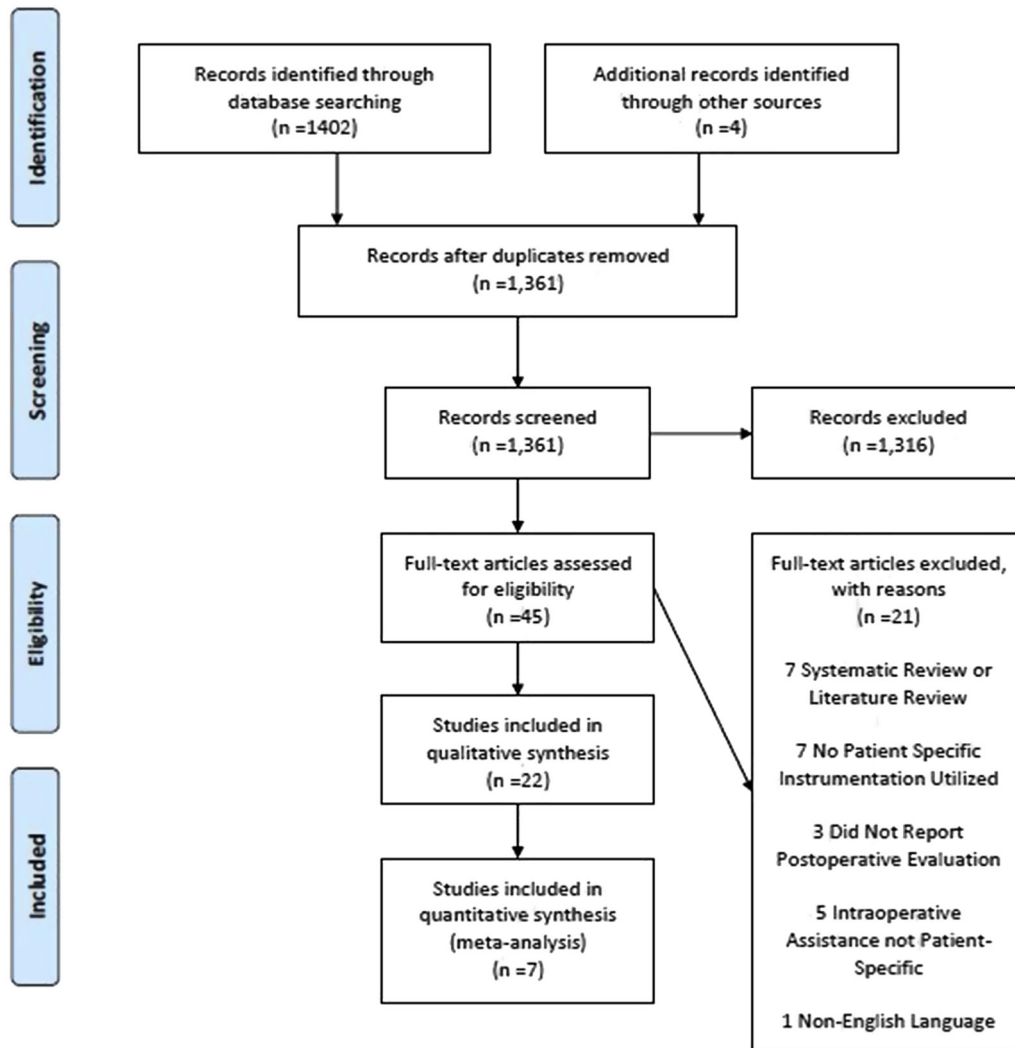 Identification
Records identified through
database searching
(n =1402)
Additional records identified
through other sources
(n =4)
Records after duplicates removed
(n =1,361)
Screening
Records screened
(n =1,361)
Records excluded
(n =1,316)
Eligibility
Full-text articles assessed
for eligibility
(n =45)
Full-text articles excluded,
with reasons
(n =21)
7 Systematic Review or
Literature Review
7 No Patient Specific
Instrumentation Utilized
3 Did Not Report
Postoperative Evaluation
5 Intraoperative
Assistance not Patient-
Specific
1 Non-English Language
Studies included in
qualitative synthesis
(n =22)
Included
Studies included in
quantitative synthesis
(meta-analysis)
(n =7)